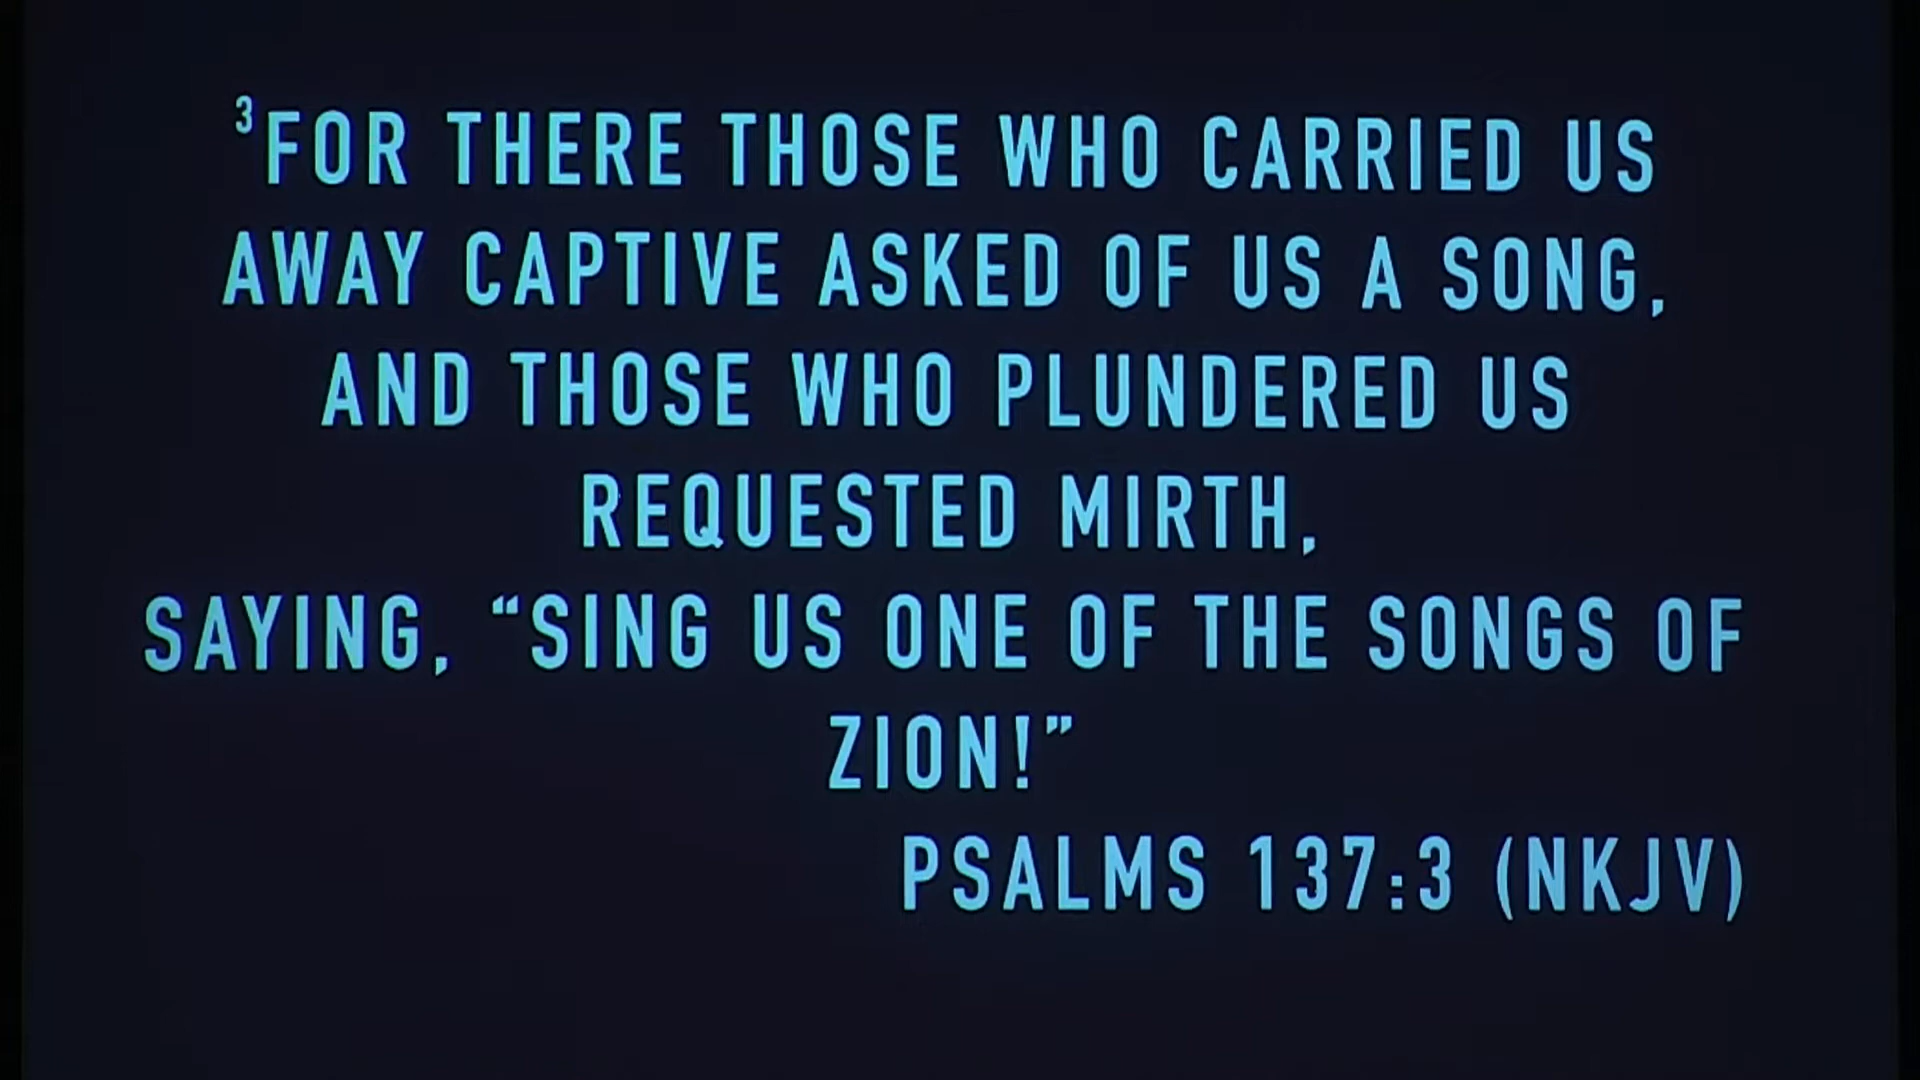 ³FOR THERE THOSE WHO CARRIED US
AWAY CAPTIVE ASKED OF US A SONG,
AND THOSE WHO PLUNDERED US
REQUESTED MIRTH,
SAYING, “SING US ONE OF THE SONGS OF
ZION!”
PSALMS 137:3 (NKJV)